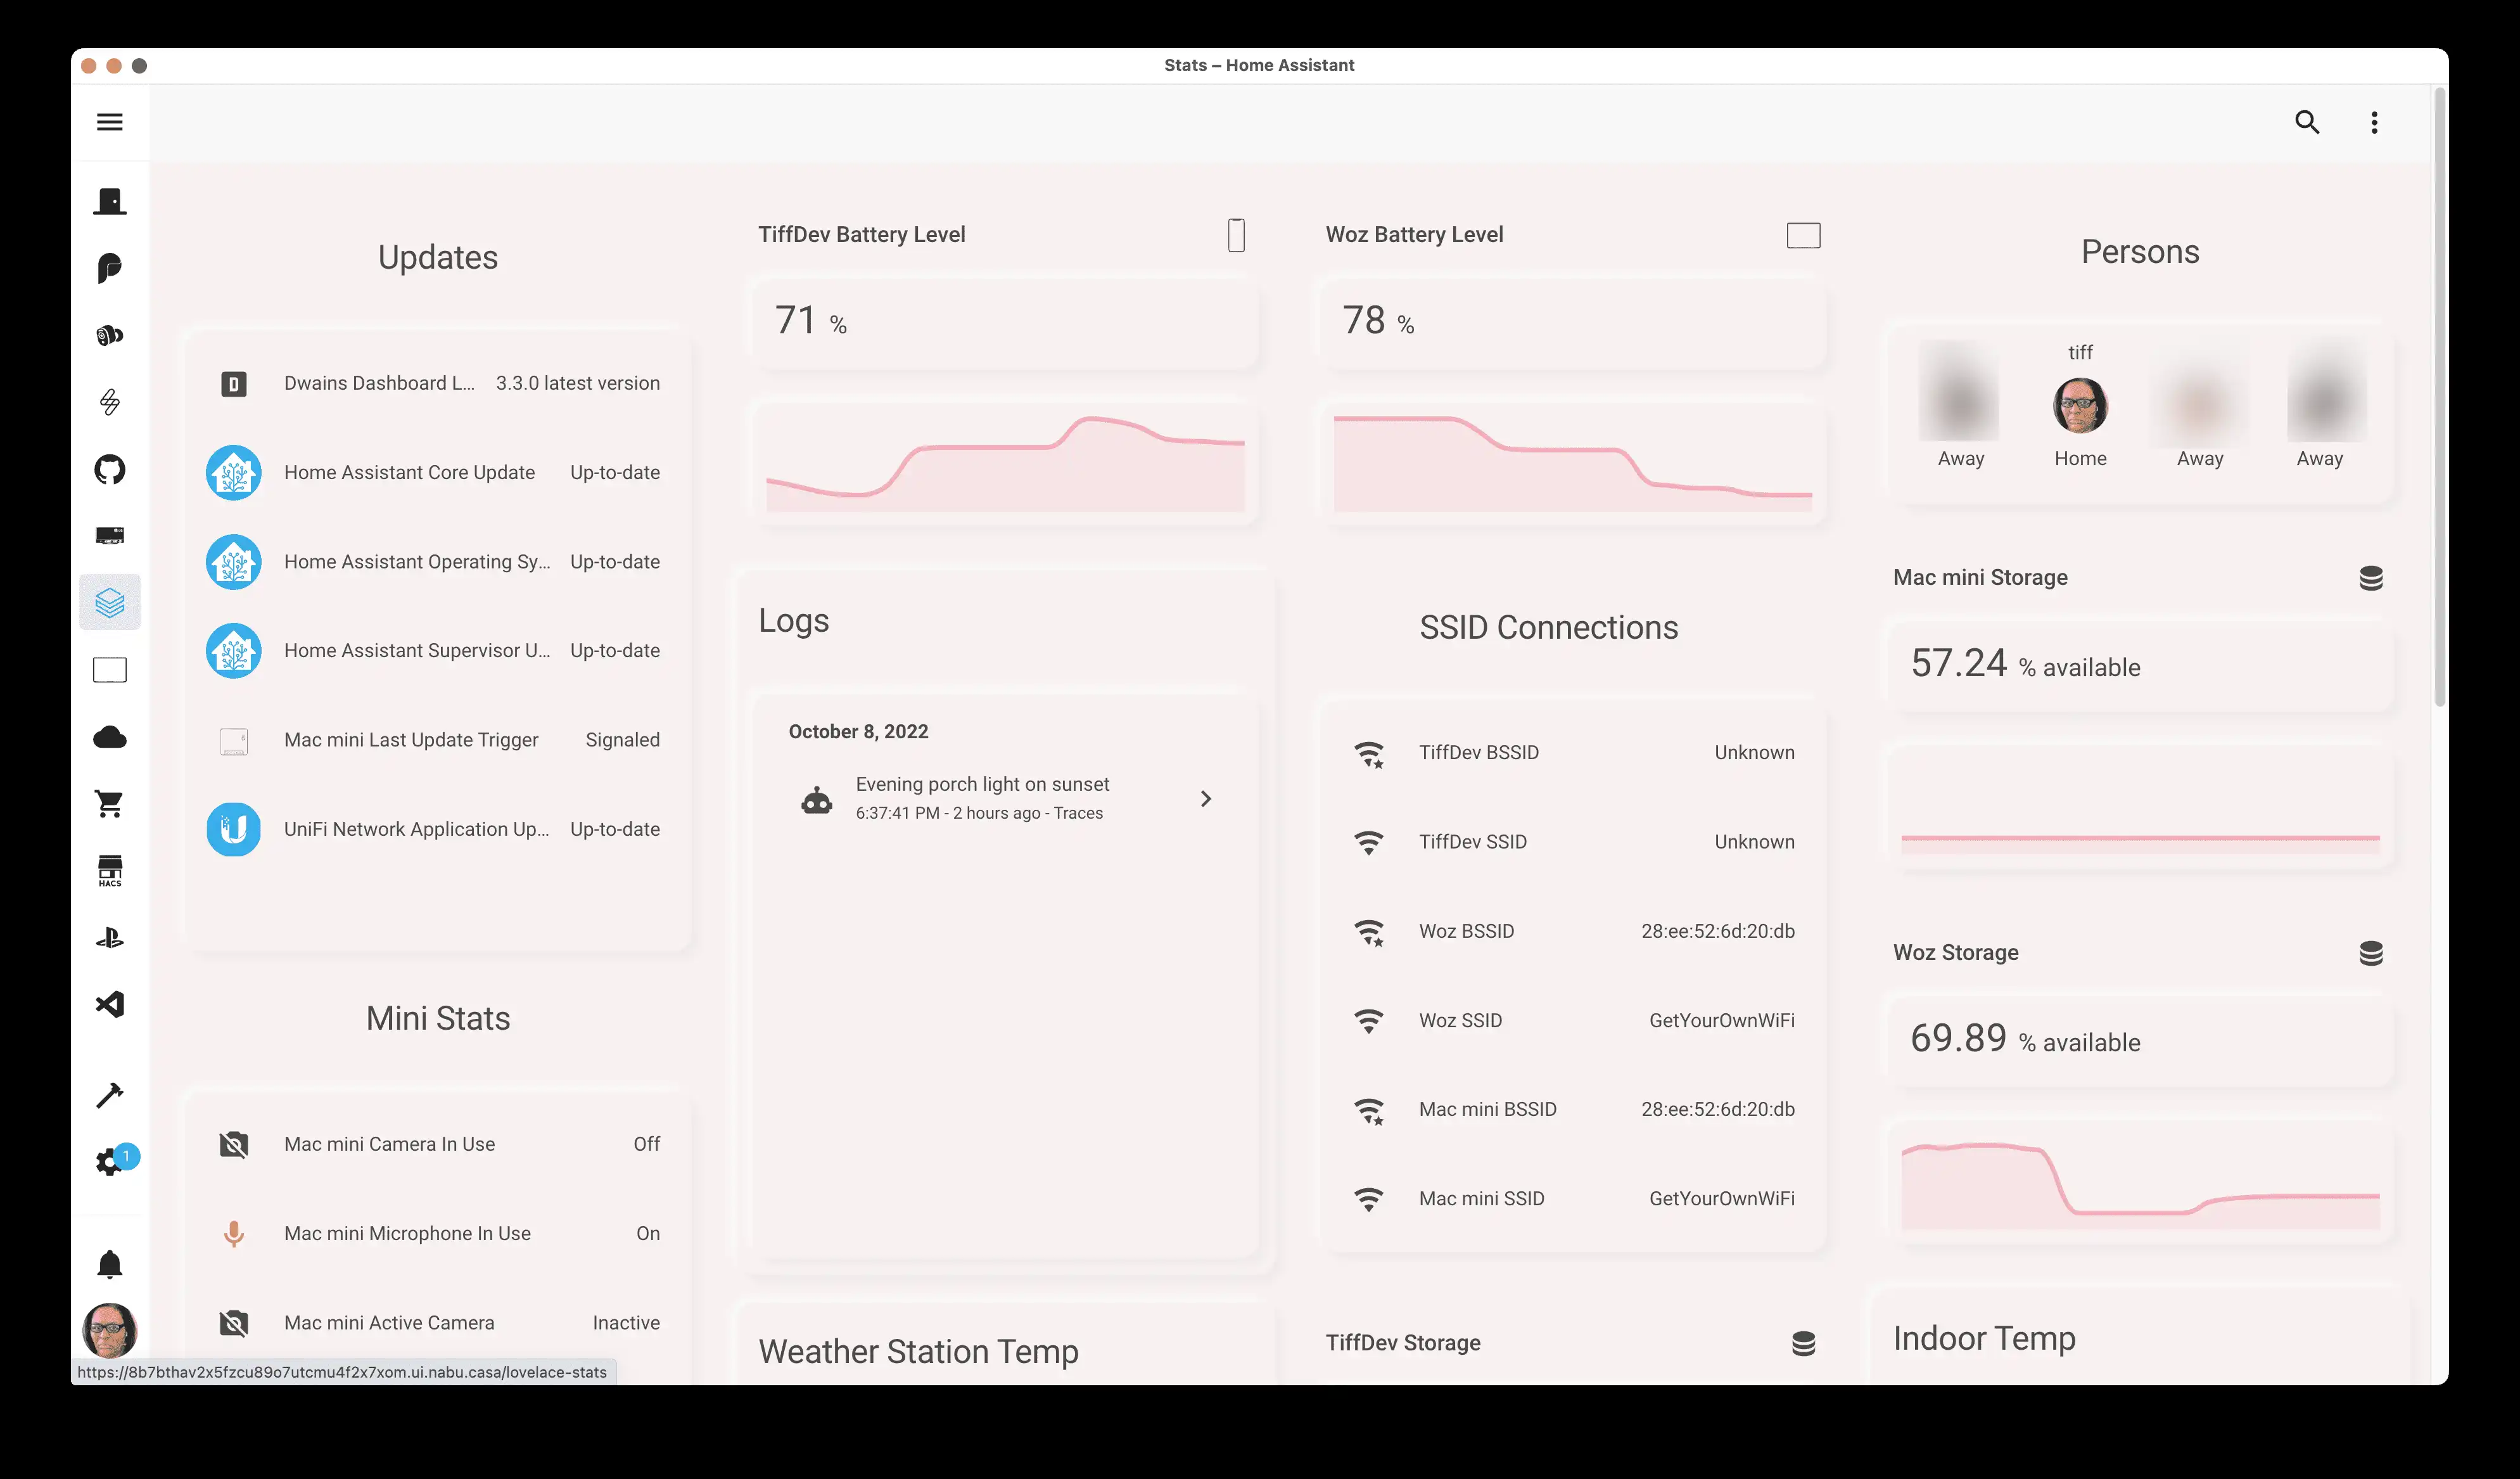 Stats – Home Assistant
Updates
Dwains Dashboard L... 3.3.0 latest version
Home Assistant Core Update Up-to-date
Home Assistant Operating Sy... Up-to-date
Home Assistant Supervisor U... Up-to-date
Mac mini Last Update Trigger Signaled
UniFi Network Application Up... Up-to-date
Mini Stats
Mac mini Camera In Use Off
Mac mini Microphone In Use On
Mac mini Active Camera Inactive
TiffDev Battery Level
71 %
Logs
October 8, 2022
Evening porch light on sunset
6:37:41 PM - 2 hours ago - Traces
Weather Station Temp
Woz Battery Level
78 %
SSID Connections
TiffDev BSSID Unknown
TiffDev SSID Unknown
Woz BSSID 28:ee:52:6d:20:db
Woz SSID GetYourOwnWiFi
Mac mini BSSID 28:ee:52:6d:20:db
Mac mini SSID GetYourOwnWiFi
TiffDev Storage
Persons
tiff
Away Home Away Away
Mac mini Storage
57.24 % available
Woz Storage
69.89 % available
Indoor Temp
HACS
1
D
https://8b7bthav2x5fzcu89o7utcmu4f2x7xom.ui.nabu.casa/lovelace-stats